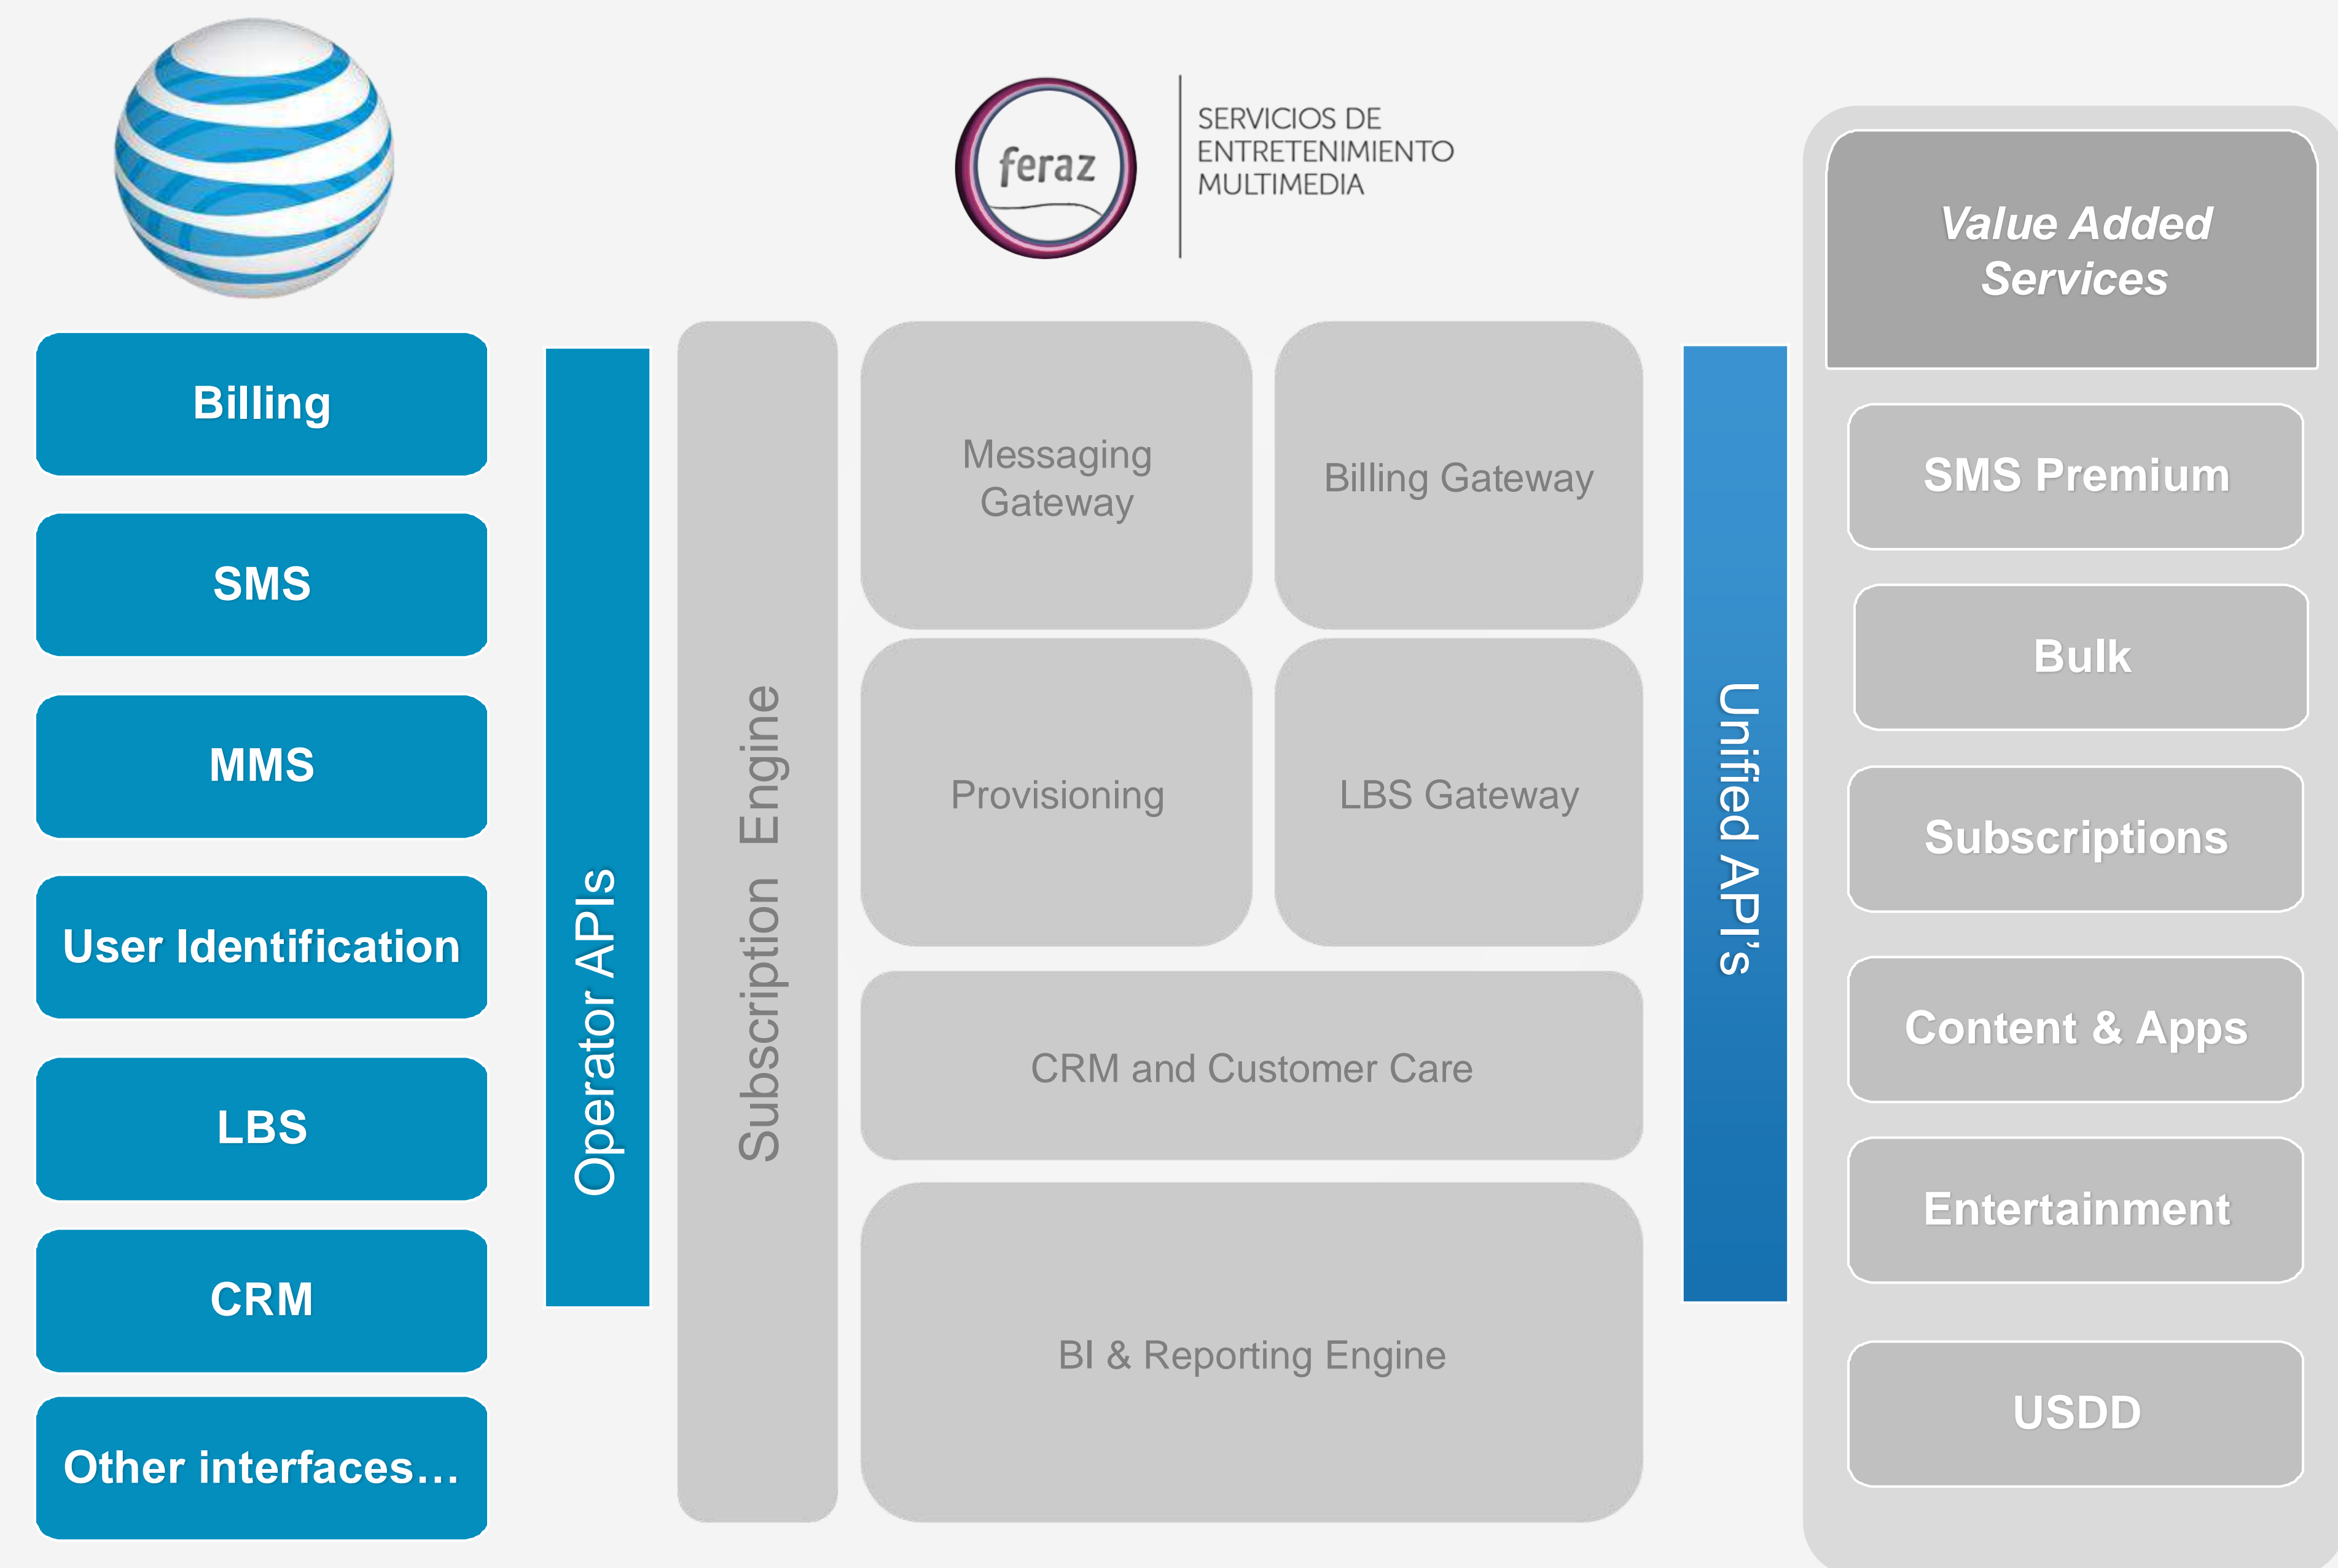 feraz
SERVICIOS DE
ENTRETENIMIENTO
MULTIMEDIA
Billing
SMS
MMS
User Identification
LBS
CRM
Other interfaces…
Operator APIs
Subscription Engine
Messaging
Gateway
Billing Gateway
Provisioning
LBS Gateway
CRM and Customer Care
BI & Reporting Engine
Unified API's
Value Added
Services
SMS Premium
Bulk
Subscriptions
Content & Apps
Entertainment
USDD